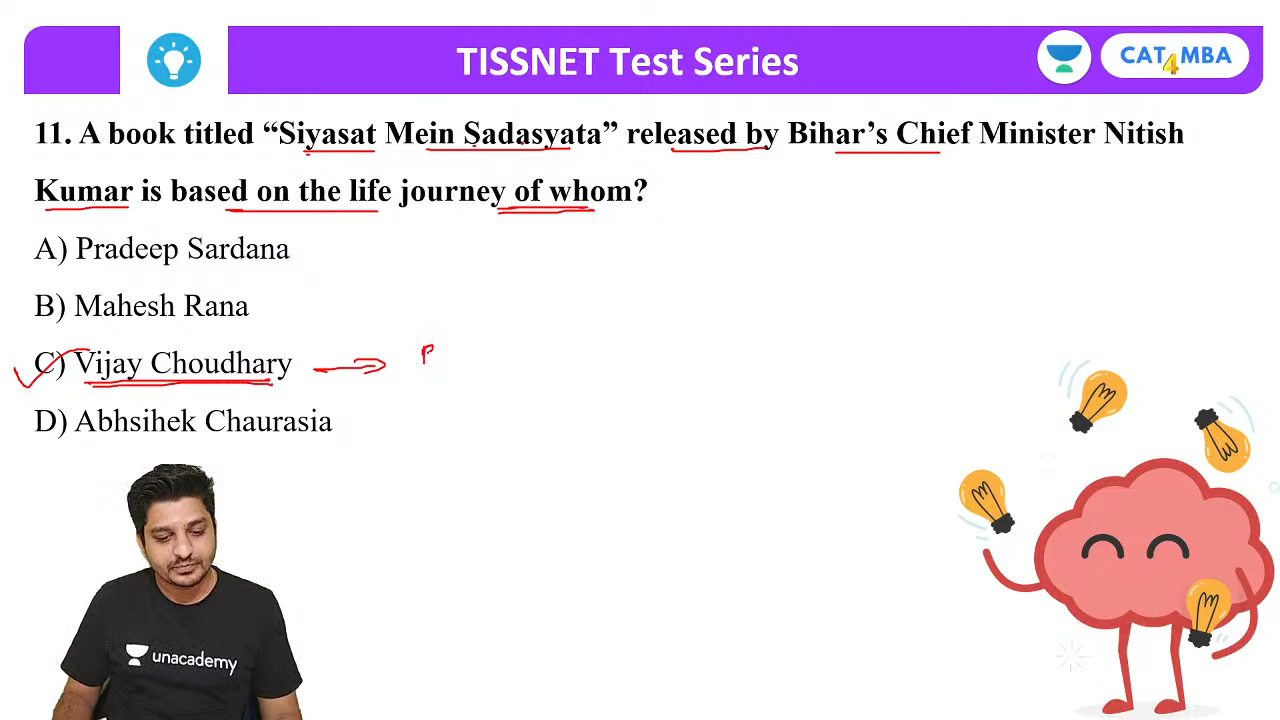 TISSNET Test Series
CAT4MBA
11. A book titled “Siyasat Mein Sadasyata” released by Bihar’s Chief Minister Nitish
Kumar is based on the life journey of whom?
A) Pradeep Sardana
B) Mahesh Rana
C) Vijay Choudhary
D) Abhsihek Chaurasia
unacademy